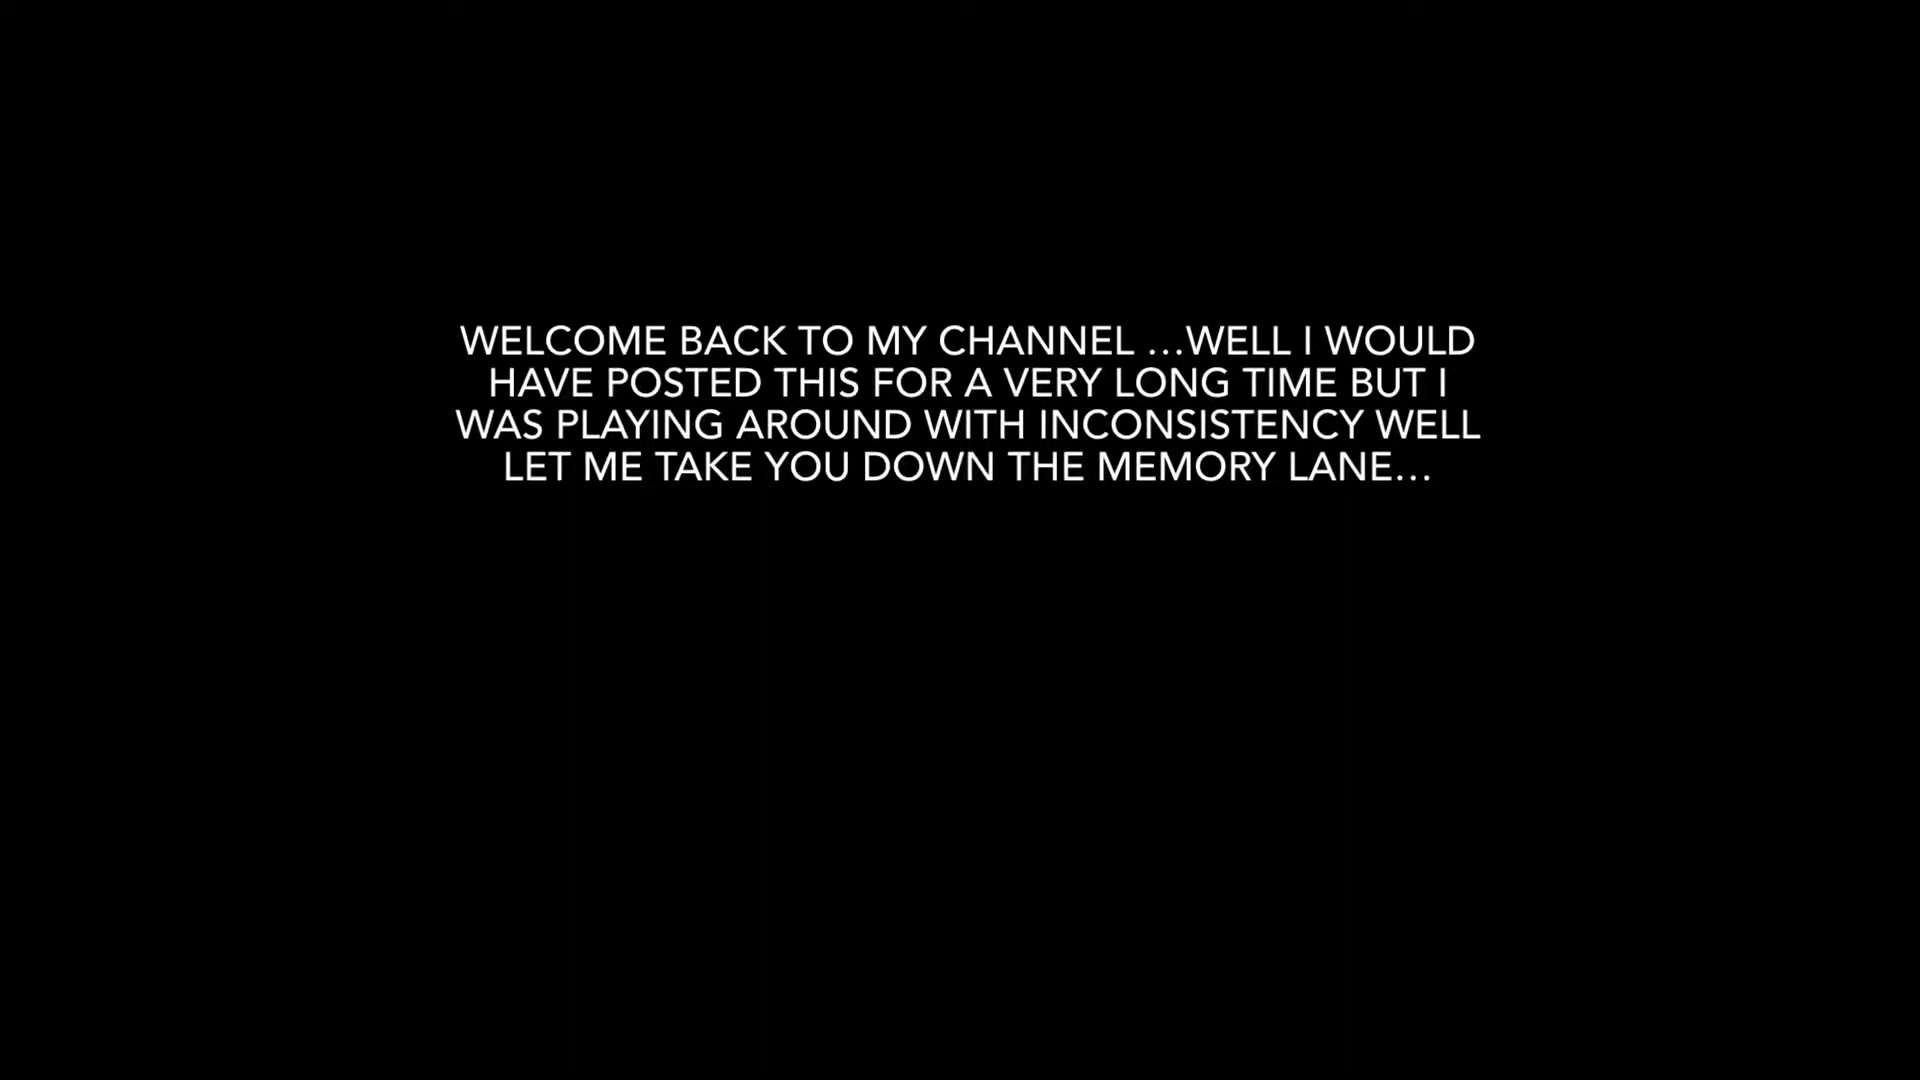 WELCOME BACK TO MY CHANNEL ...WELL I WOULD
HAVE POSTED THIS FOR A VERY LONG TIME BUT I
WAS PLAYING AROUND WITH INCONSISTENCY WELL
LET ME TAKE YOU DOWN THE MEMORY LANE...